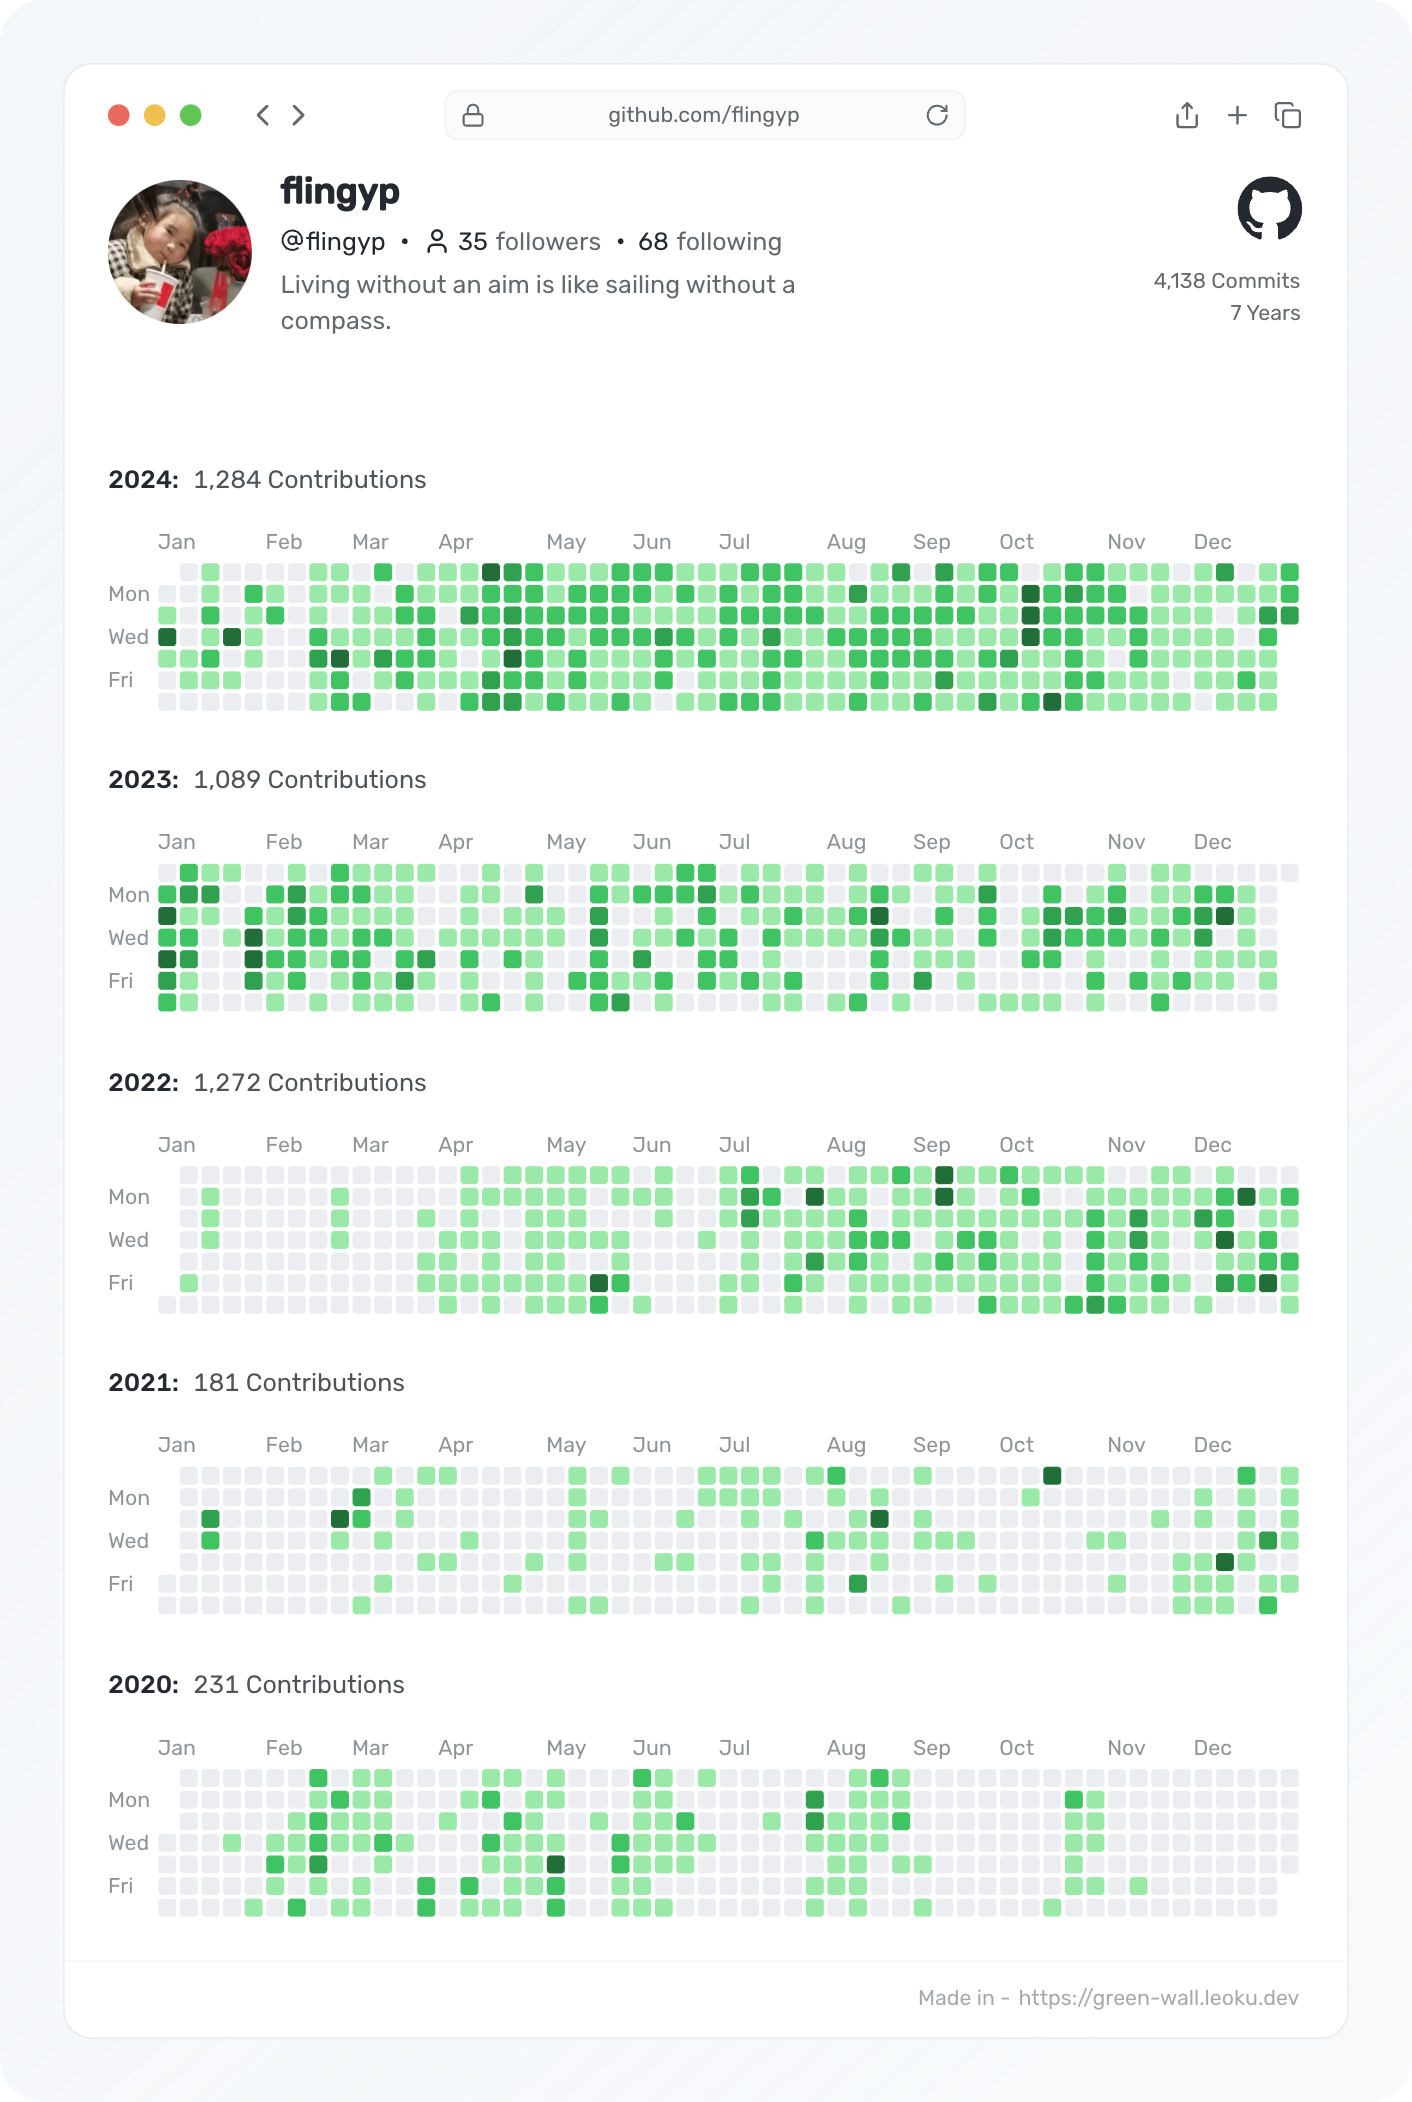 github.com/flingyp
flingyp
@flingyp • 35 followers • 68 following
Living without an aim is like sailing without a
compass.
4,138 Commits
7 Years
2024: 1,284 Contributions
Jan Feb Mar Apr May Jun Jul Aug Sep Oct Nov Dec
Mon
Wed
Fri
2023: 1,089 Contributions
Jan Feb Mar Apr May Jun Jul Aug Sep Oct Nov Dec
Mon
Wed
Fri
2022: 1,272 Contributions
Jan Feb Mar Apr May Jun Jul Aug Sep Oct Nov Dec
Mon
Wed
Fri
2021: 181 Contributions
Jan Feb Mar Apr May Jun Jul Aug Sep Oct Nov Dec
Mon
Wed
Fri
2020: 231 Contributions
Jan Feb Mar Apr May Jun Jul Aug Sep Oct Nov Dec
Mon
Wed
Fri
Made in - https://green-wall.leoku.dev